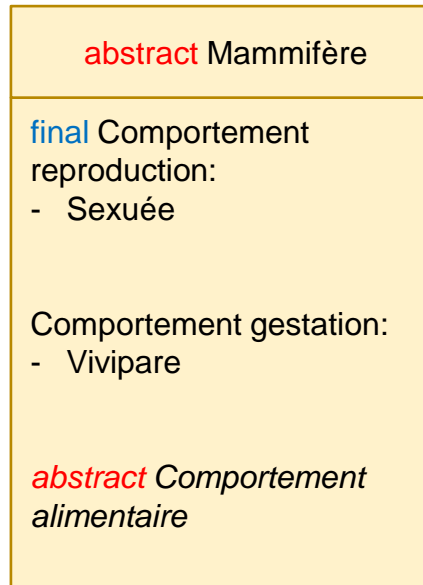 abstract Mammifère
final Comportement
reproduction:
- Sexuée
Comportement gestation:
- Vivipare
abstract Comportement
alimentaire